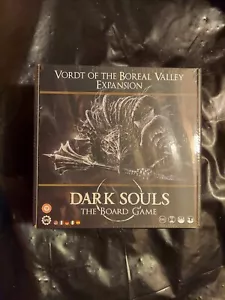 VORDT OF THE BOREAL VALLEY
EXPANSION
DARK SOULS
THE BOARD GAME